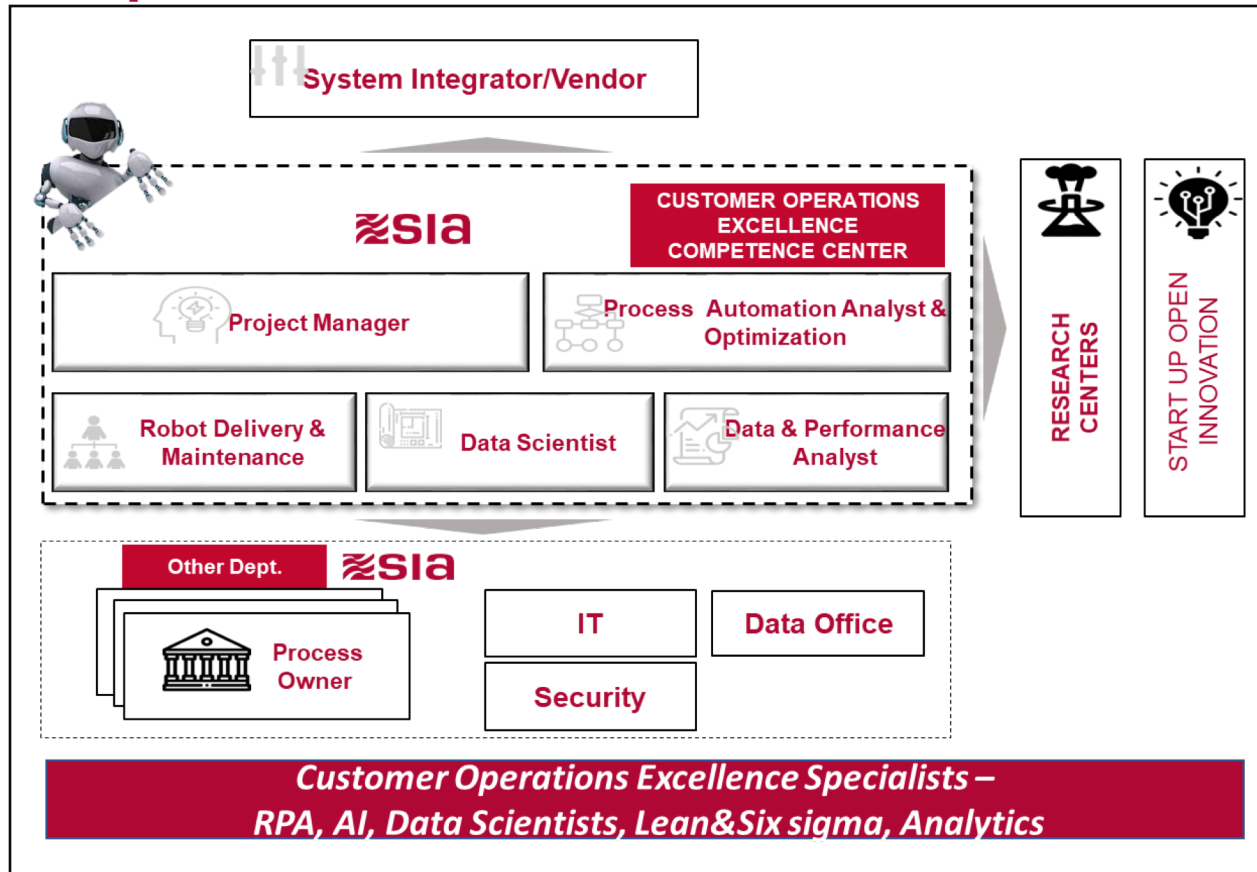 System Integrator/Vendor
SIA
CUSTOMER OPERATIONS
EXCELLENCE
COMPETENCE CENTER
Project Manager
Process Automation Analyst &
Optimization
Robot Delivery &
Maintenance
Data Scientist
Data & Performance
Analyst
RESEARCH
CENTERS
START UP OPEN
INNOVATION
Other Dept.
SIA
Process
Owner
IT
Data Office
Security
Customer Operations Excellence Specialists –
RPA, AI, Data Scientists, Lean&Six sigma, Analytics